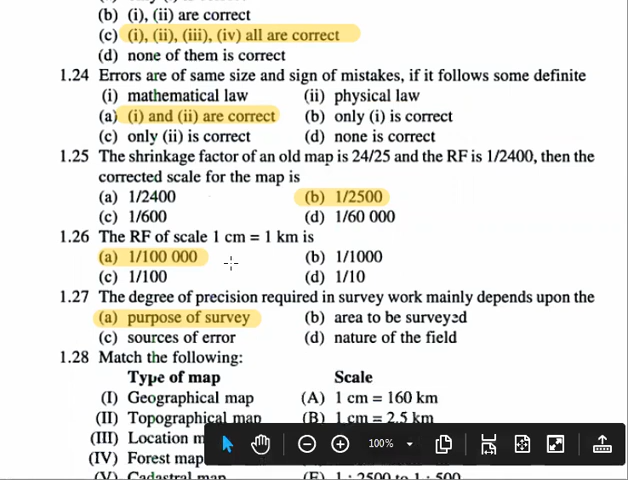 (b) (i), (ii) are correct
(c) (i), (ii), (iii), (iv) all are correct
(d) none of them is correct
1.24 Errors are of same size and sign of mistakes, if it follows some definite
(i) mathematical law (ii) physical law
(a) (i) and (ii) are correct (b) only (i) is correct
(c) only (ii) is correct (d) none is correct
1.25 The shrinkage factor of an old map is 24/25 and the RF is 1/2400, then the
corrected scale for the map is
(a) 1/2400 (b) 1/2500
(c) 1/600 (d) 1/60 000
1.26 The RF of scale 1 cm = 1 km is
(a) 1/100 000 (b) 1/1000
(c) 1/100 (d) 1/10
1.27 The degree of precision required in survey work mainly depends upon the
(a) purpose of survey (b) area to be surveyed
(c) sources of error (d) nature of the field
1.28 Match the following:
Type of map Scale
(I) Geographical map (A) 1 cm = 160 km
(II) Topographical map (B) 1 cm = 2.5 km
(III) Location m
(IV) Forest map
100%
(V) Cadastral map (E) 1 : 2500 to 1 : 500